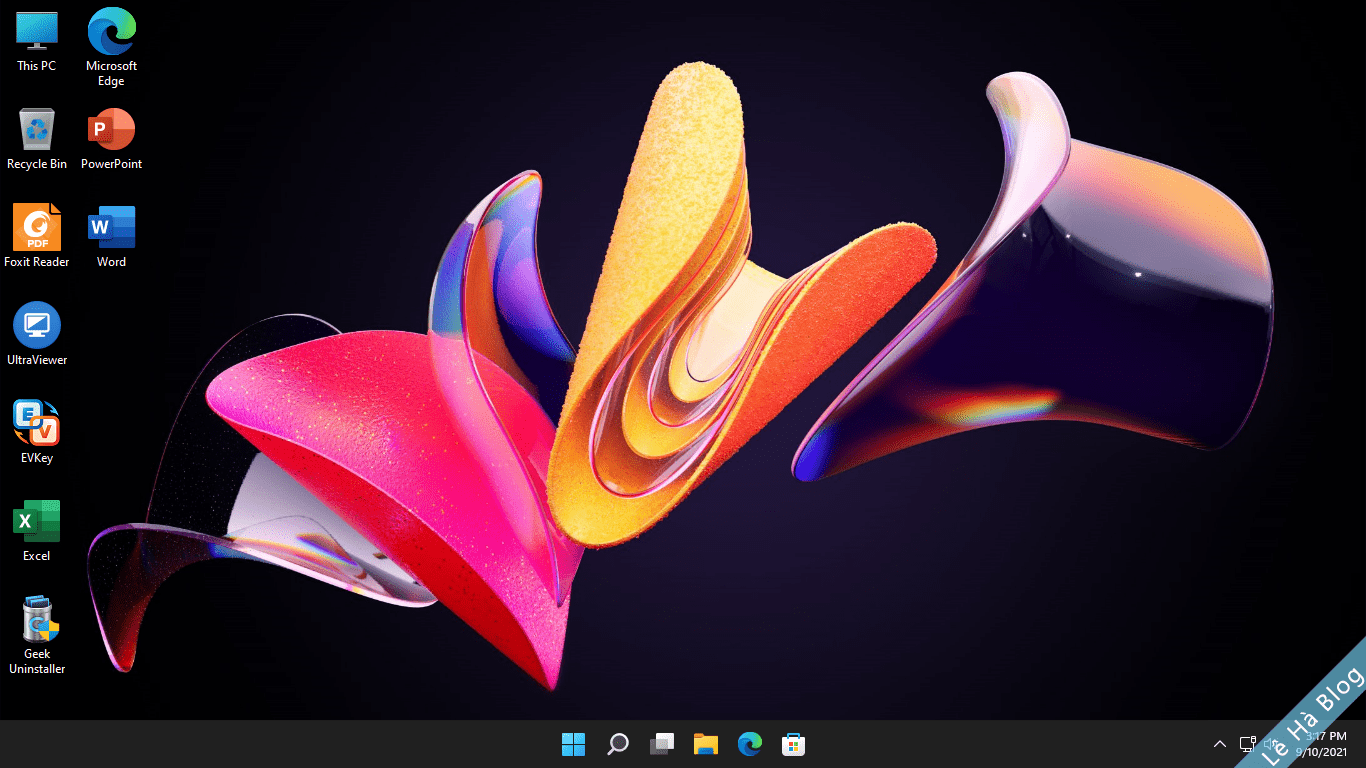 This PC
Microsoft
Edge
Recycle Bin
P
PowerPoint
PDF
Foxit Reader
W
Word
UltraViewer
E
V
EVKey
X
Excel
G
Geek
Uninstaller
Lê Hà Blog
3:17 PM
9/10/2021